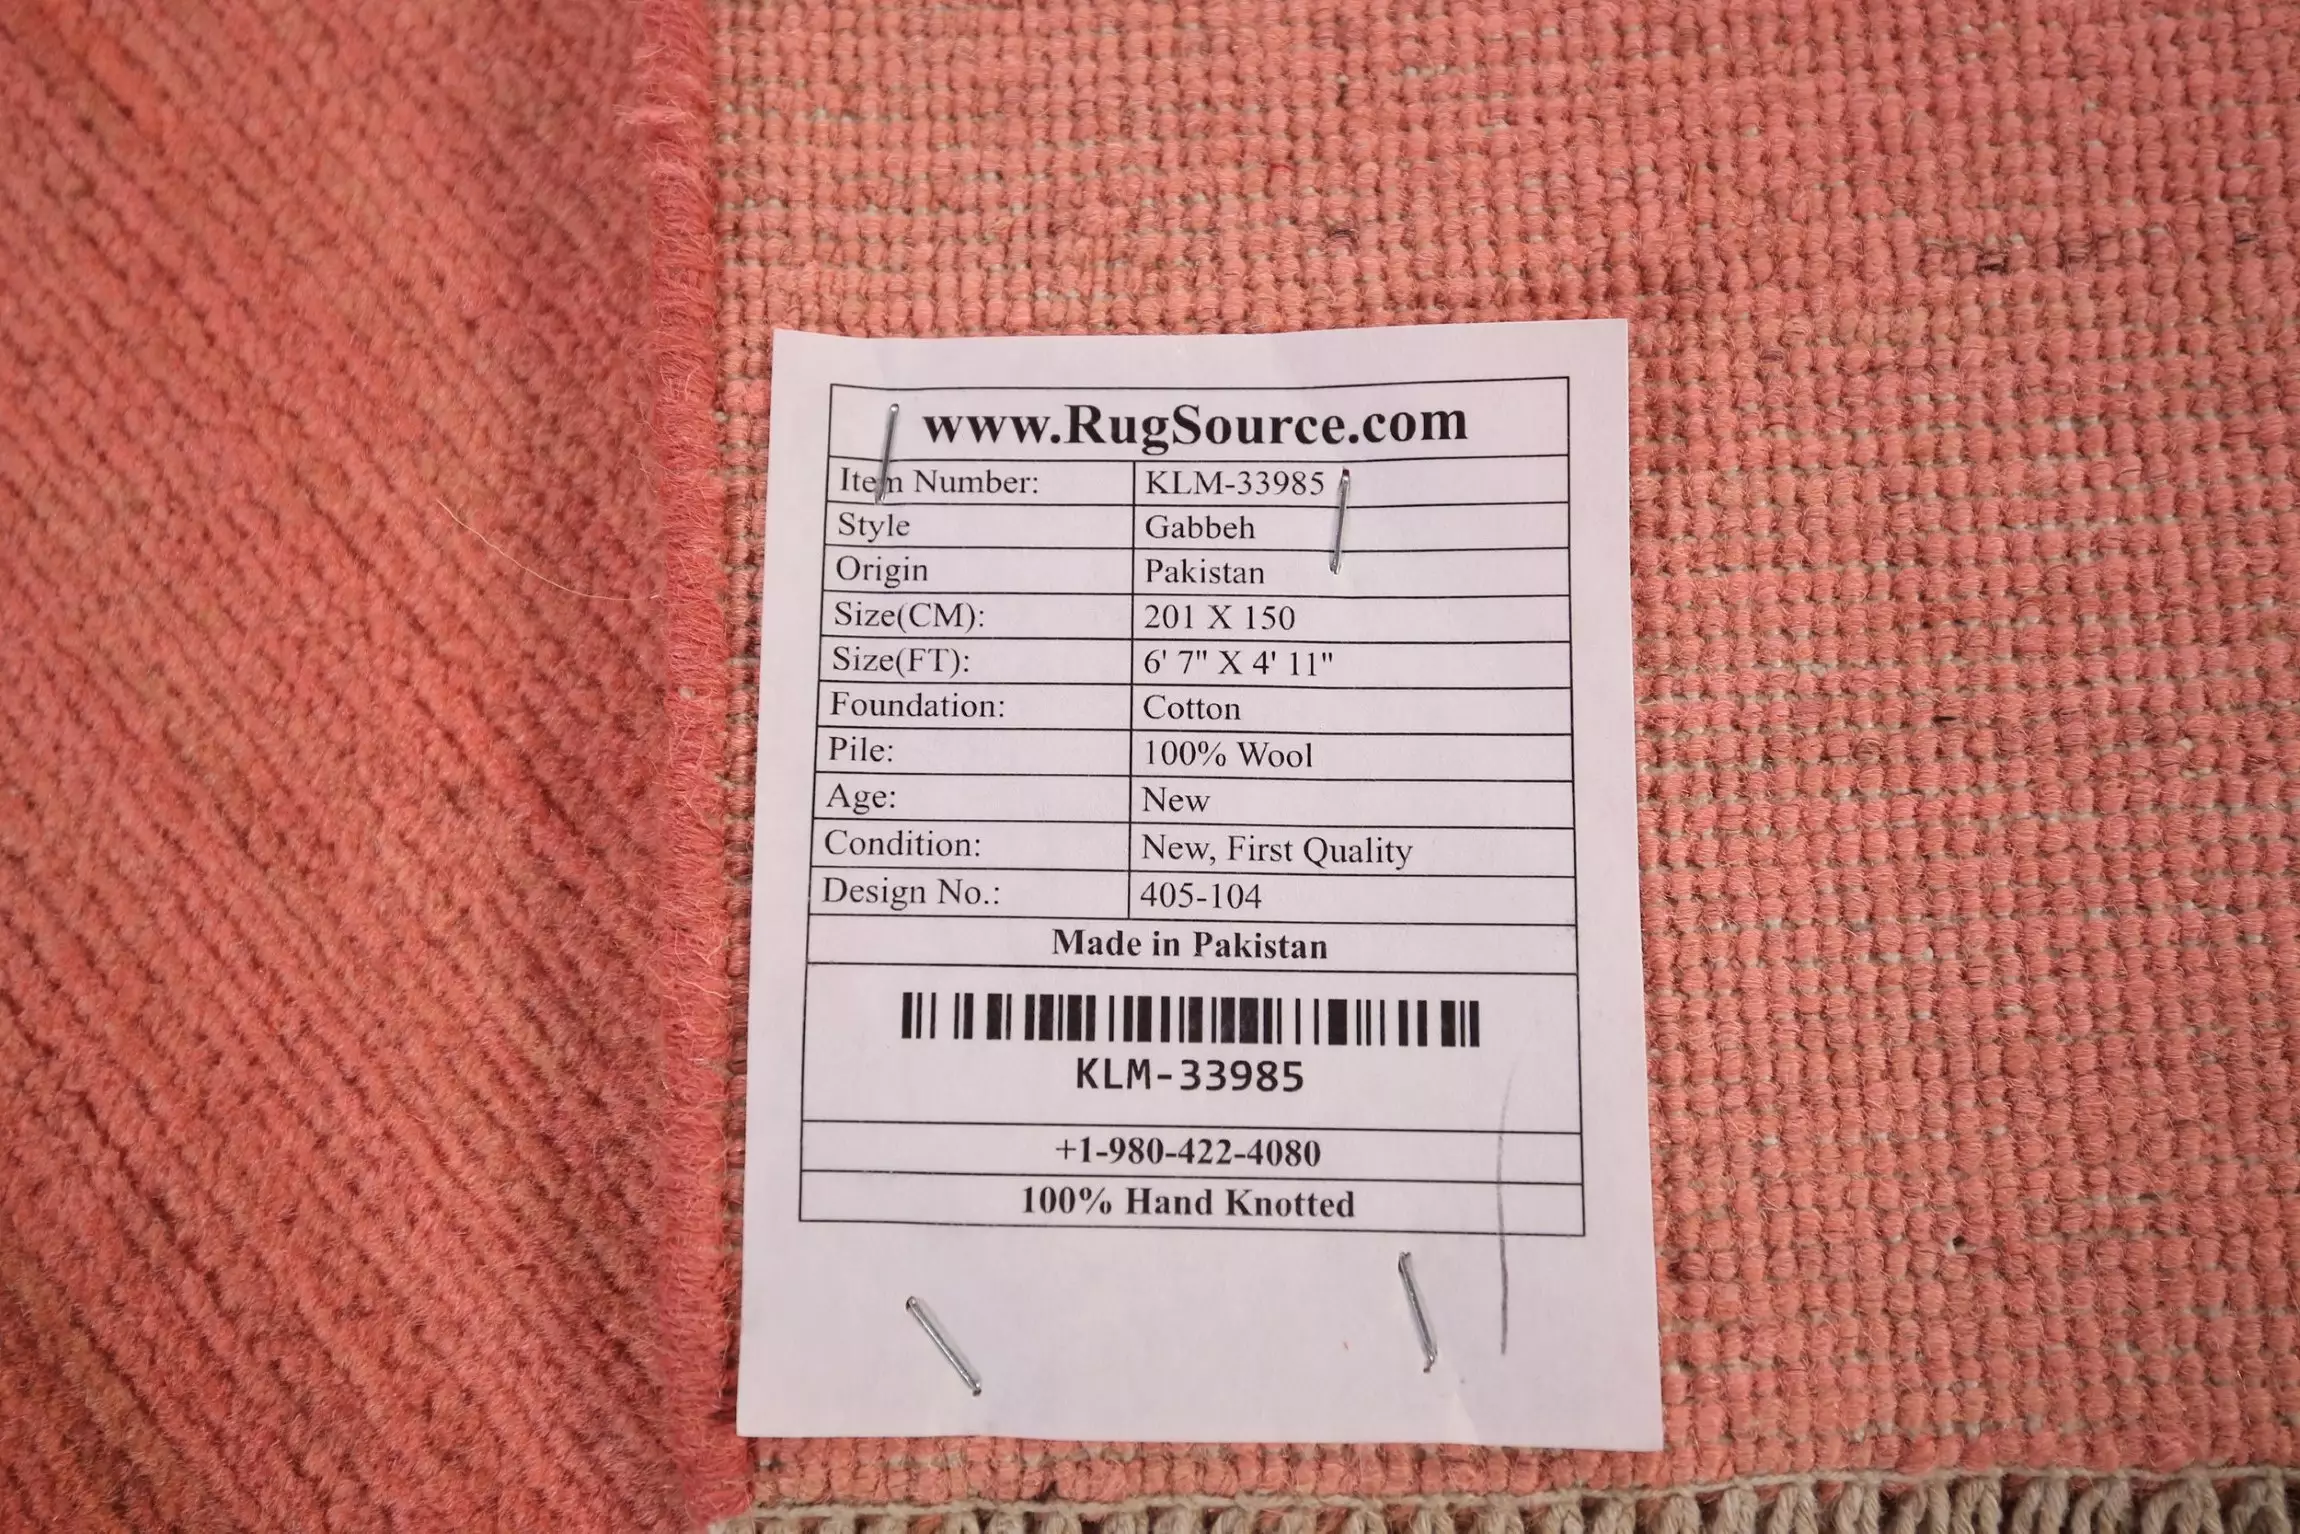 www.RugSource.com
Item Number: KLM-33985
Style Gabbeh
Origin Pakistan
Size(CM): 201 X 150
Size(FT): 6' 7" X 4' 11"
Foundation: Cotton
Pile: 100% Wool
Age: New
Condition: New, First Quality
Design No.: 405-104
Made in Pakistan
KLM-33985
+1-980-422-4080
100% Hand Knotted